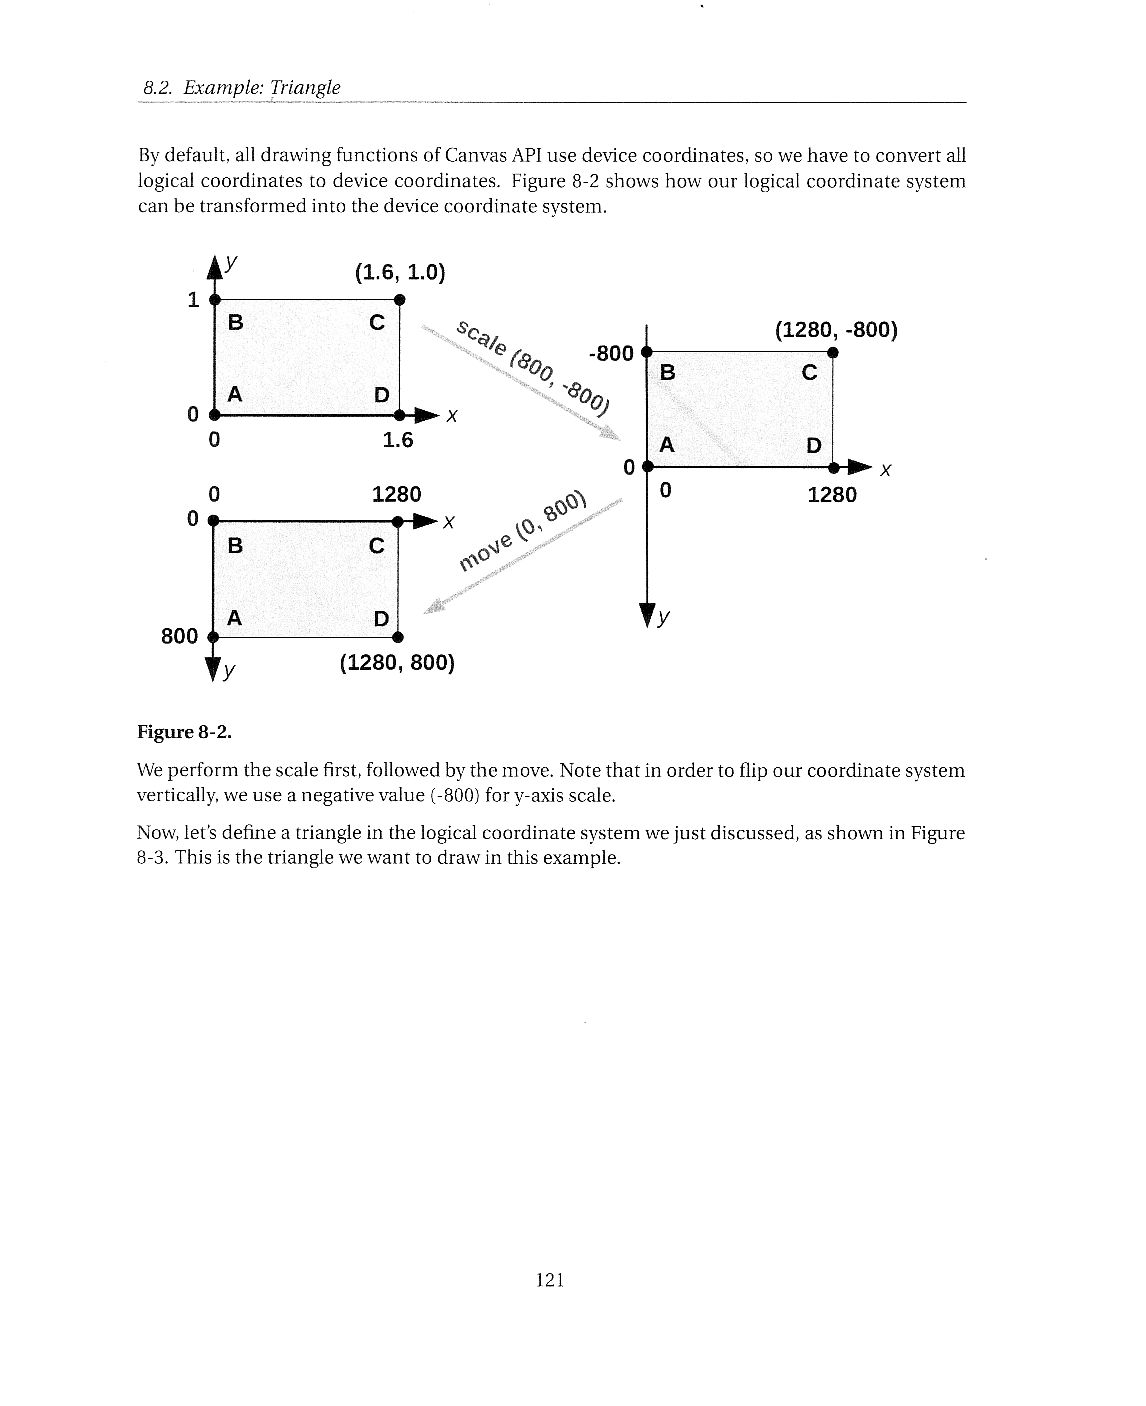 8.2. Example: Triangle
By default, all drawing functions of Canvas API use device coordinates, so we have to convert all
logical coordinates to device coordinates. Figure 8-2 shows how our logical coordinate system
can be transformed into the device coordinate system.
y
(1.6, 1.0)
1
B C
A D
0
x
0 1.6
scale (800, -800)
(1280, -800)
-800
B C
A D
0
x
0 1280
y
move (0, 800)
0 1280
0
x
B C
A D
800
y
(1280, 800)
Figure 8-2.
We perform the scale first, followed by the move. Note that in order to flip our coordinate system
vertically, we use a negative value (-800) for y-axis scale.
Now, let's define a triangle in the logical coordinate system we just discussed, as shown in Figure
8-3. This is the triangle we want to draw in this example.
121